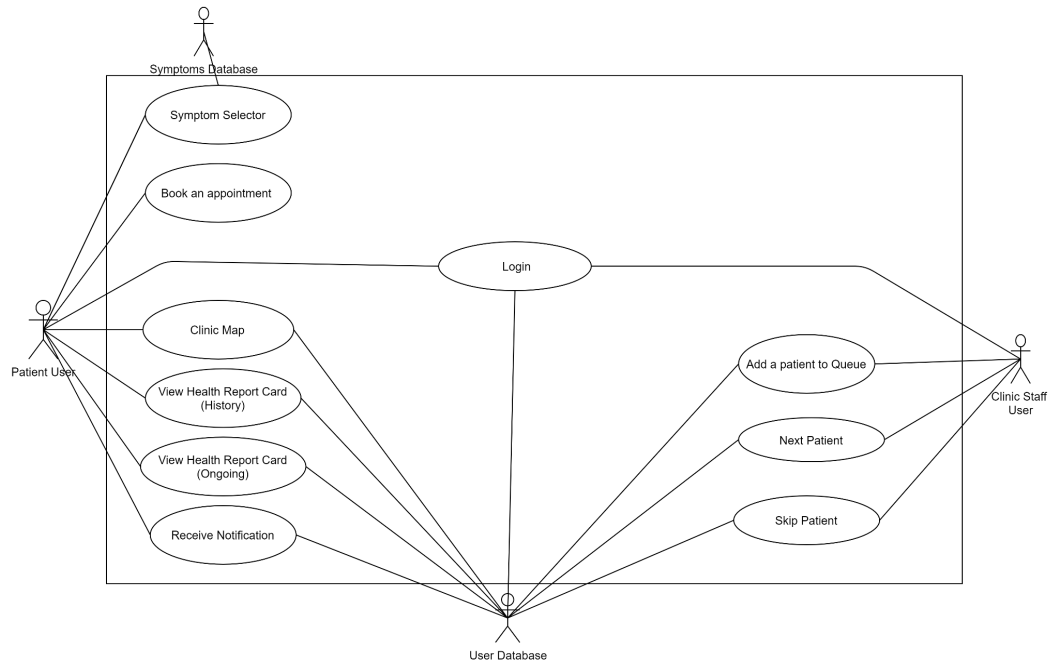 Symptoms Database
Symptom Selector
Book an appointment
Login
Clinic Map
Patient User
View Health Report Card
(History)
View Health Report Card
(Ongoing)
Receive Notification
Add a patient to Queue
Clinic Staff
User
Next Patient
Skip Patient
User Database